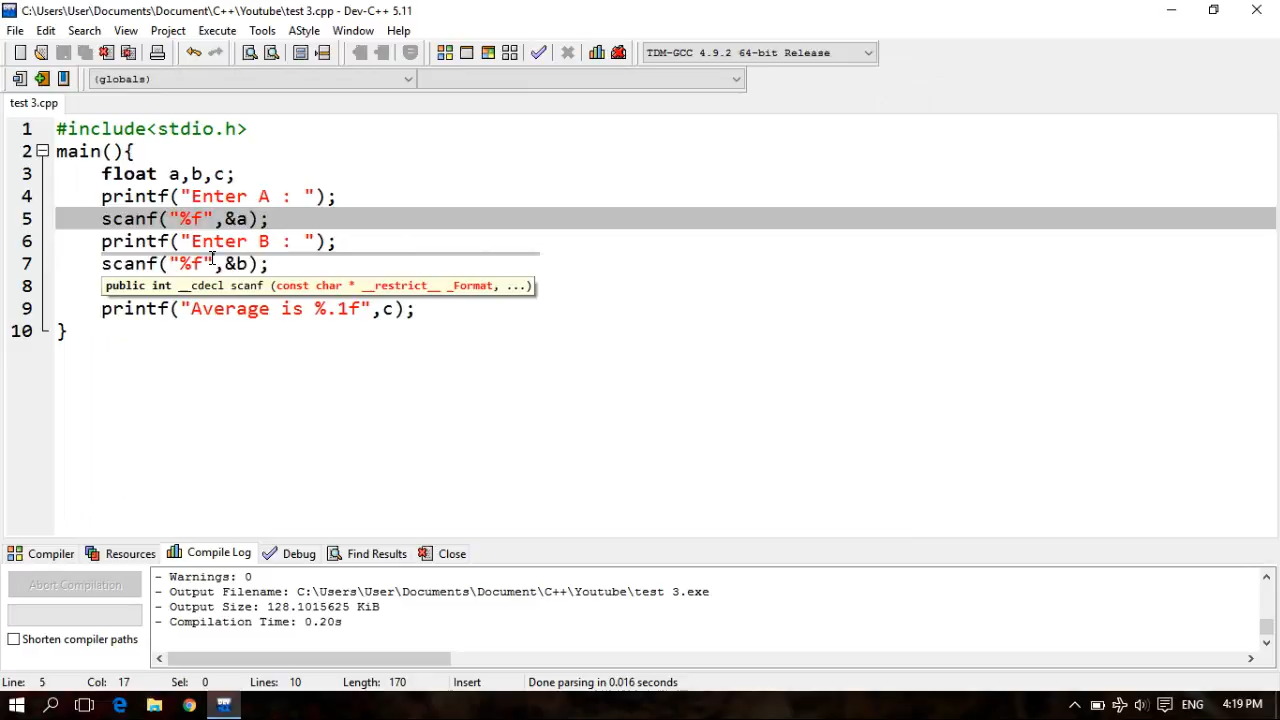 C:\Users\User\Documents\Document\C++\Youtube\test 3.cpp - Dev-C++ 5.11
File Edit Search View Project Execute Tools AStyle Window Help
TDM-GCC 4.9.2 64-bit Release
(globals)
test 3.cpp
1 #include<stdio.h>
2 main(){
3 float a,b,c;
4 printf("Enter A : ");
5 scanf("%f",&a);
6 printf("Enter B : ");
7 scanf("%f",&b);
8 public int __cdecl scanf (const char * __restrict__ _Format, ...)
9 printf("Average is %.1f",c);
10 }
Compiler Resources Compile Log Debug Find Results Close
Abort Compilation
Shorten compiler paths
- Warnings: 0
- Output Filename: C:\Users\User\Documents\Document\C++\Youtube\test 3.exe
- Output Size: 128.1015625 KiB
- Compilation Time: 0.20s
Line: 5 Col: 17 Sel: 0 Lines: 10 Length: 170 Insert Done parsing in 0.016 seconds
ENG 4:19 PM